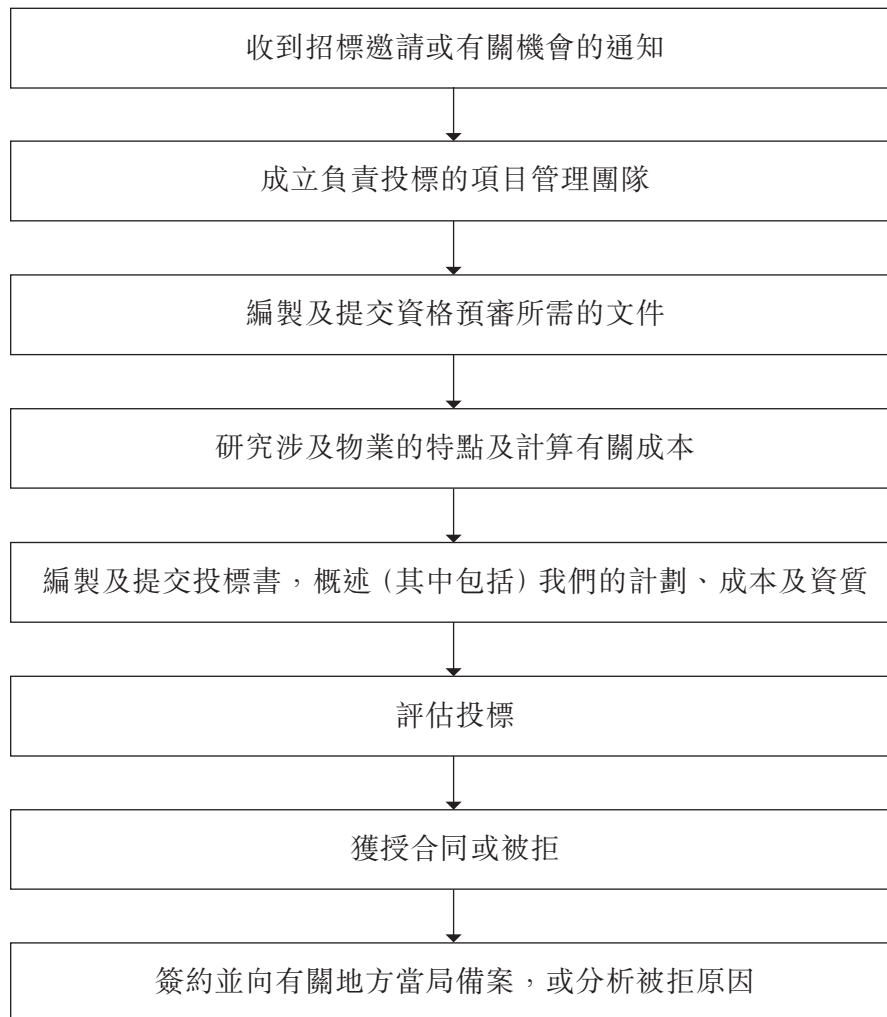 收到招標邀請或有關機會的通知
成立負責投標的項目管理團隊
編製及提交資格預審所需的文件
研究涉及物業的特點及計算有關成本
編製及提交投標書，概述(其中包括)我們的計劃、成本及資質
評估投標
獲授合同或被拒
簽約並向有關地方當局備案，或分析被拒原因